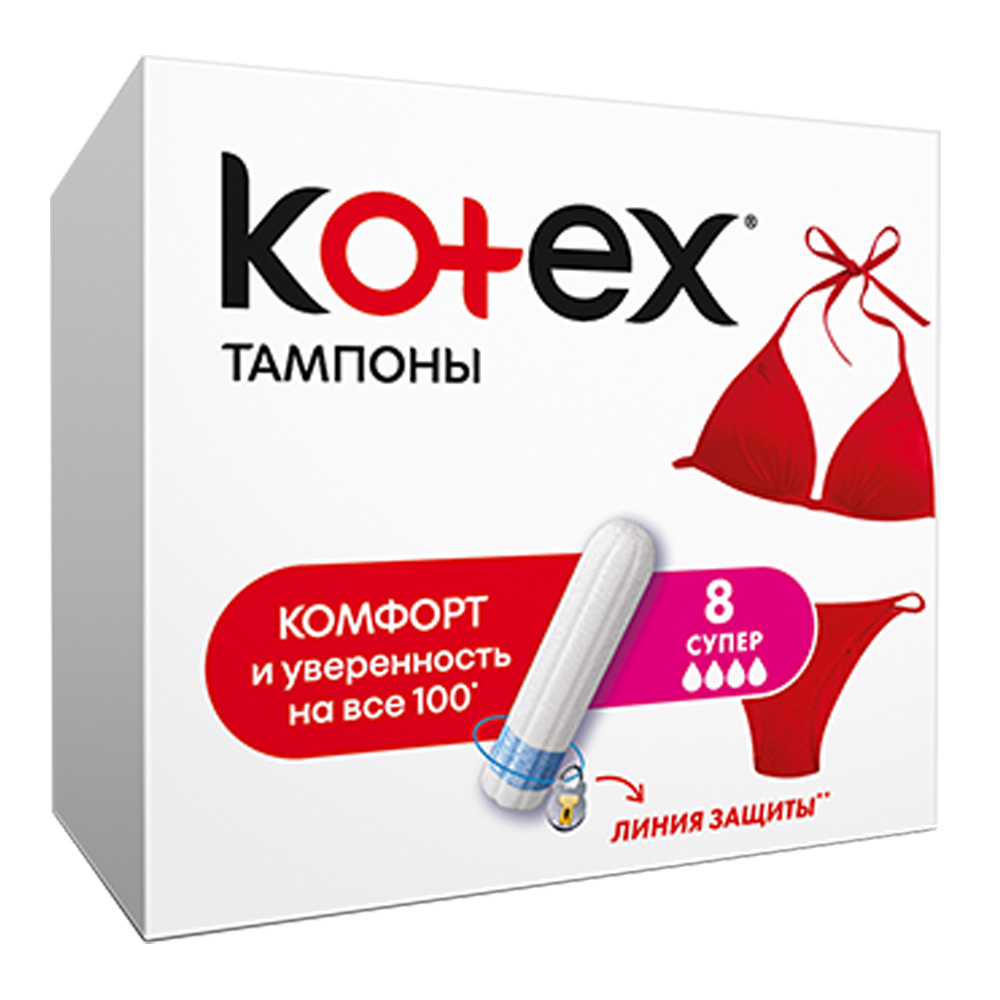 kotex®
ТАМПОНЫ
КОМФОРТ
и уверенность
на все 100*
8
СУПЕР
ЛИНИЯ ЗАЩИТЫ**